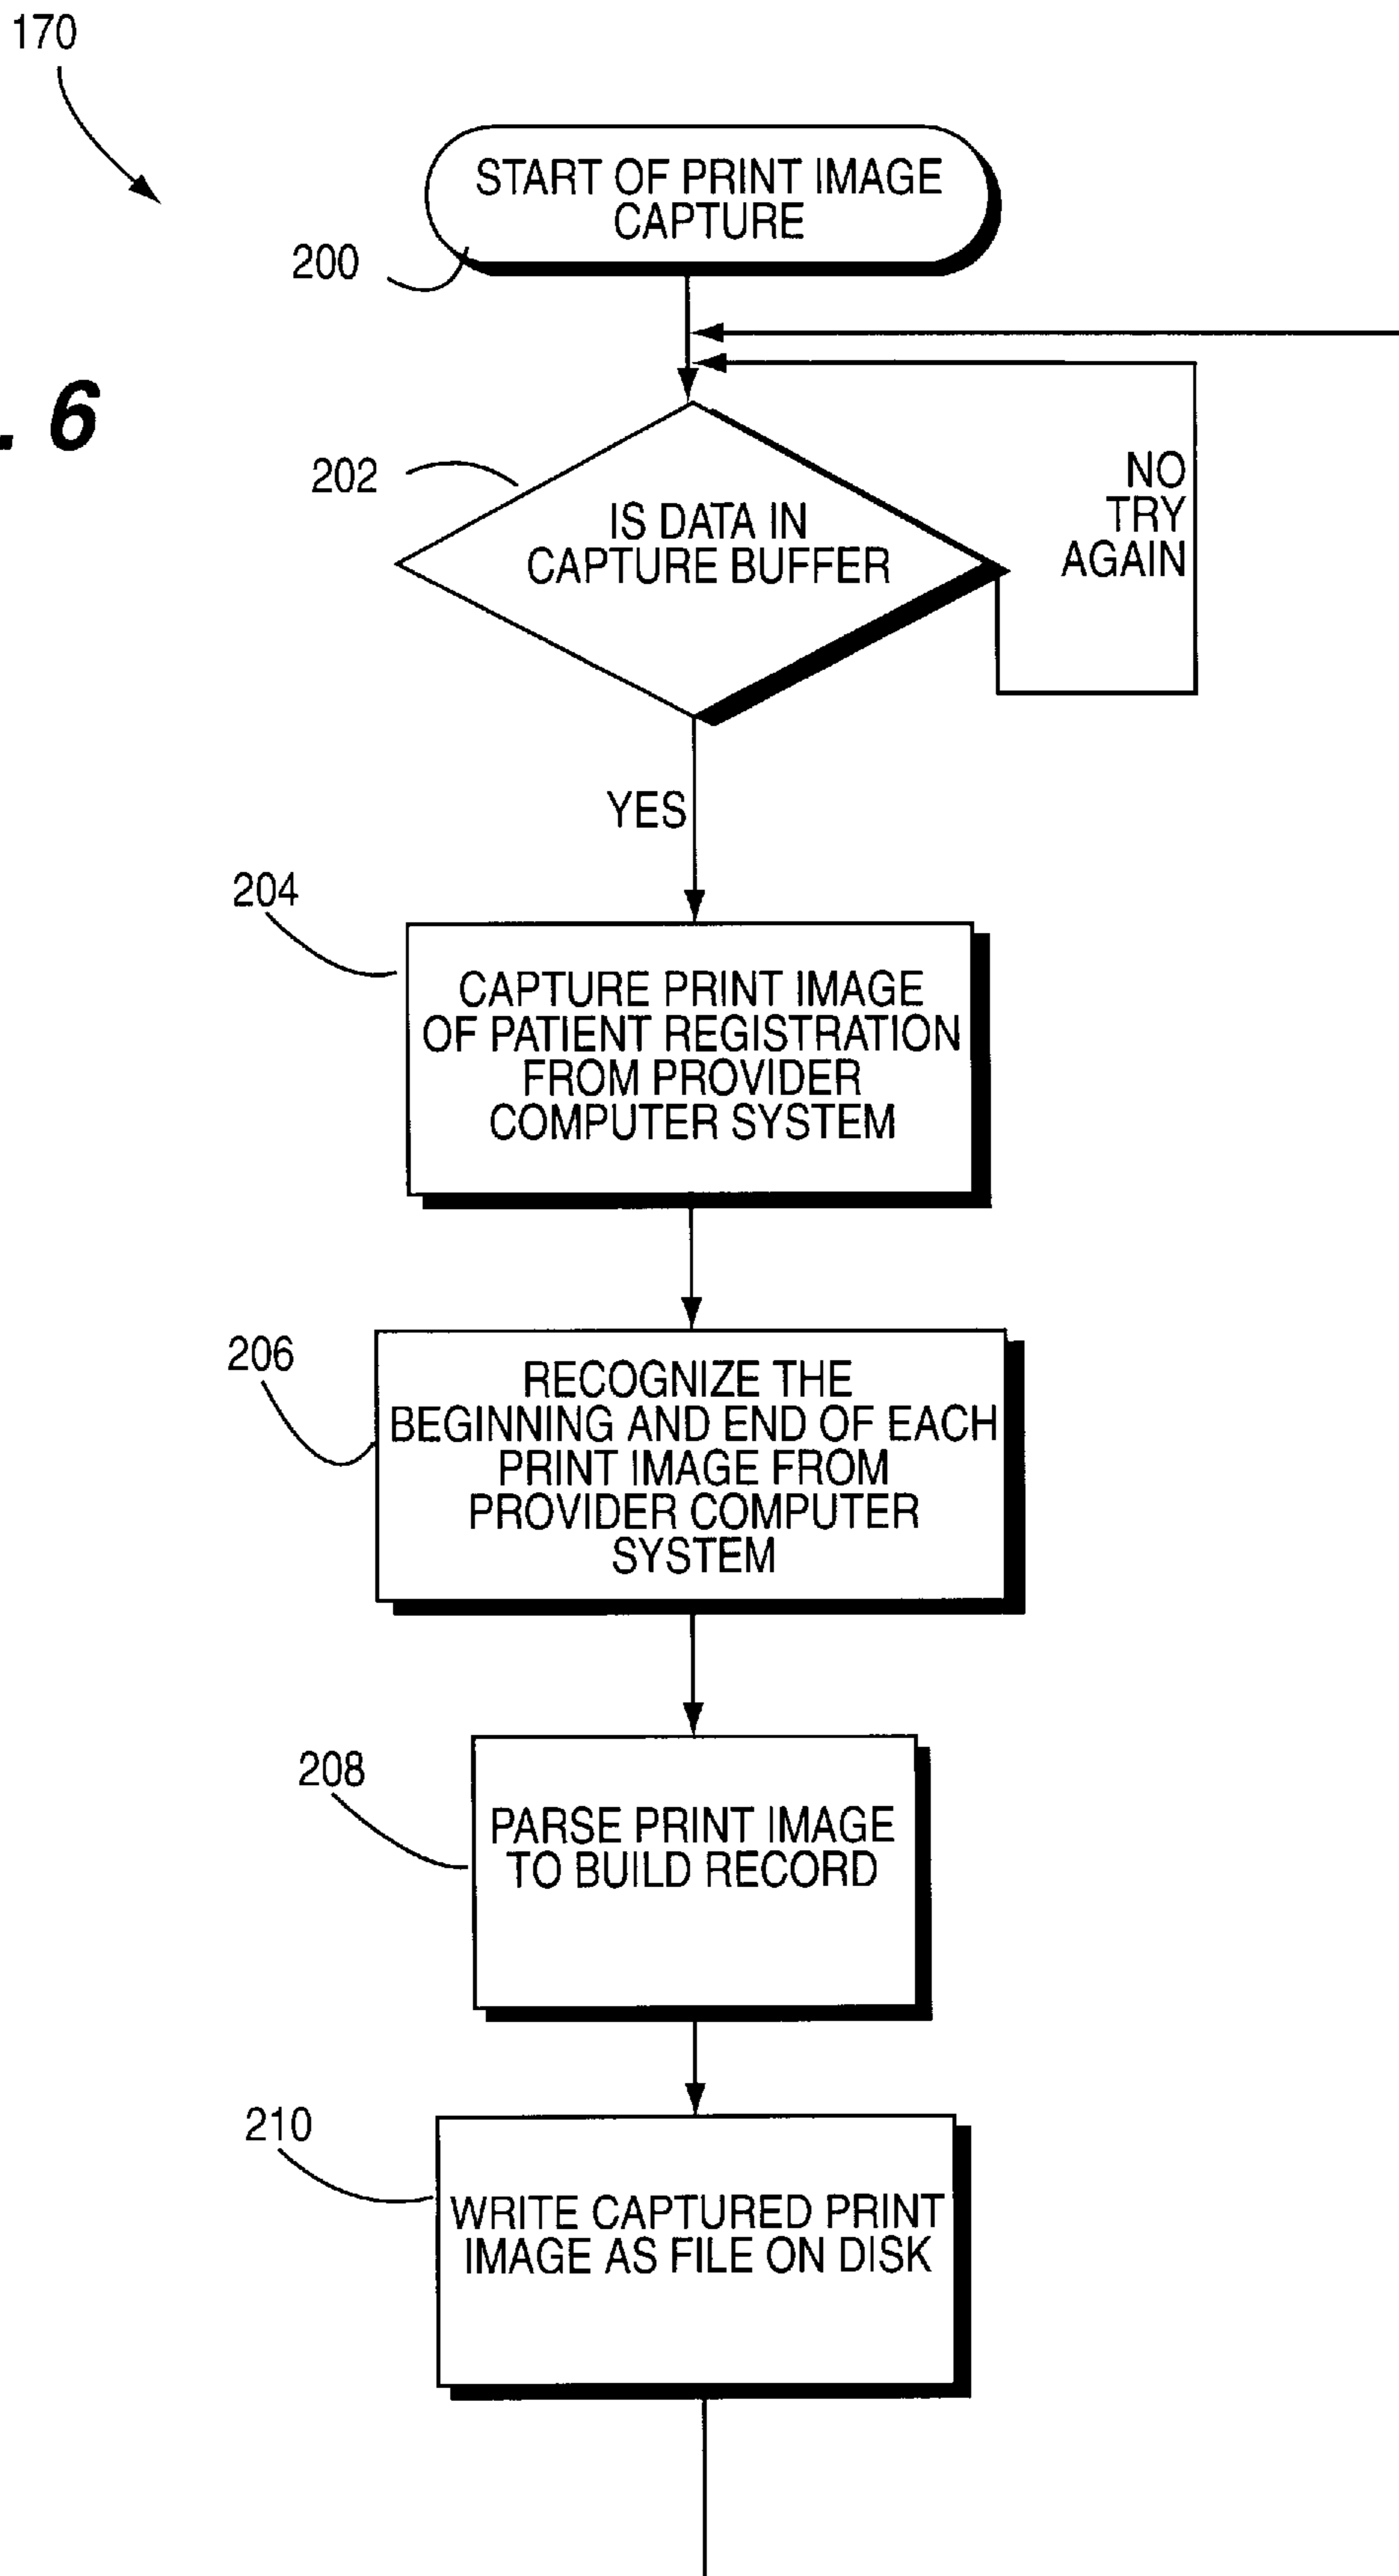 170
START OF PRINT IMAGE
CAPTURE
200
. 6
202
IS DATA IN
CAPTURE BUFFER
NO
TRY
AGAIN
YES
204
CAPTURE PRINT IMAGE
OF PATIENT REGISTRATION
FROM PROVIDER
COMPUTER SYSTEM
206
RECOGNIZE THE
BEGINNING AND END OF EACH
PRINT IMAGE FROM
PROVIDER COMPUTER
SYSTEM
208
PARSE PRINT IMAGE
TO BUILD RECORD
210
WRITE CAPTURED PRINT
IMAGE AS FILE ON DISK